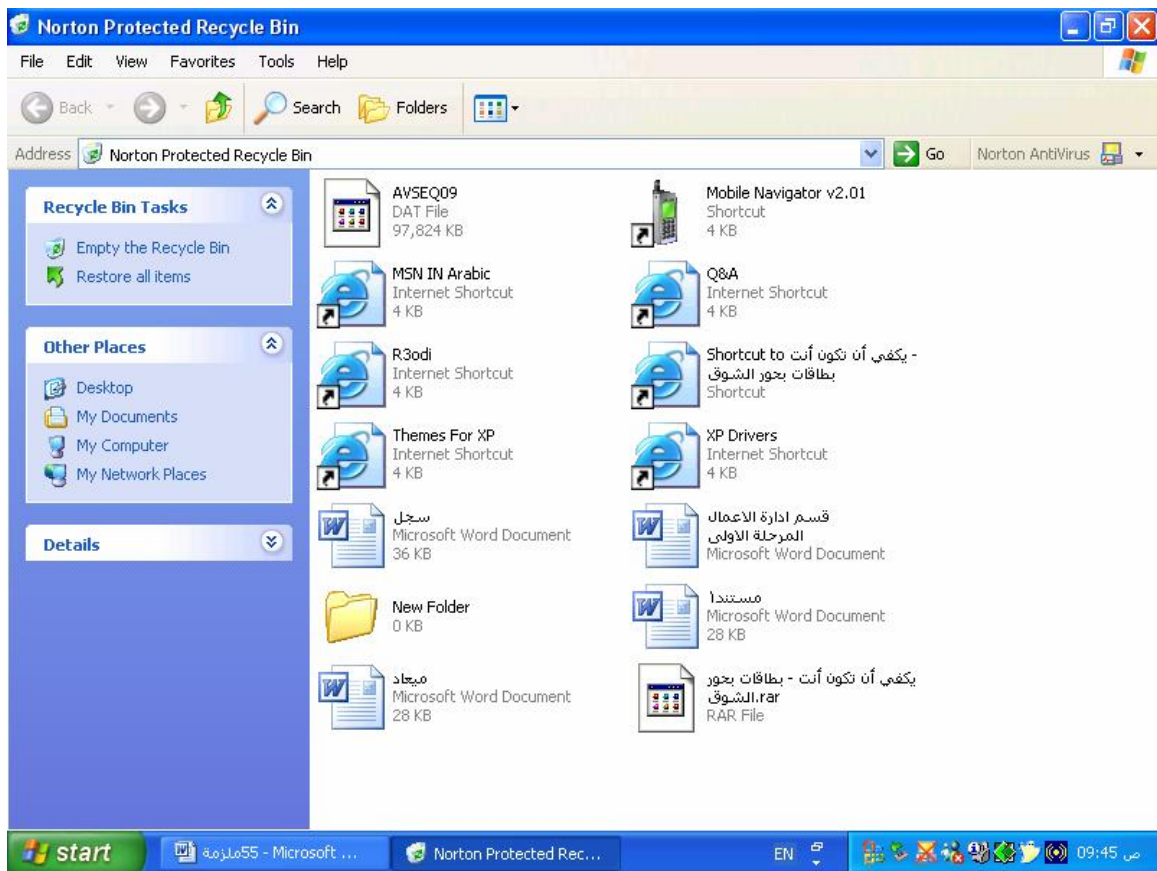 Norton Protected Recycle Bin
File Edit View Favorites Tools Help
Back Search Folders
Address Norton Protected Recycle Bin Go Norton AntiVirus
Recycle Bin Tasks
Empty the Recycle Bin
Restore all items
Other Places
Desktop
My Documents
My Computer
My Network Places
Details
AVSEQ09
DAT File
97,824 KB
Mobile Navigator v2.01
Shortcut
4 KB
MSN IN Arabic
Internet Shortcut
4 KB
Q&A
Internet Shortcut
4 KB
R3odi
Internet Shortcut
4 KB
Shortcut to يكفي أن تكون أنت -
بطاقات بحور الشوق
Shortcut
Themes For XP
Internet Shortcut
4 KB
XP Drivers
Internet Shortcut
4 KB
سجل
Microsoft Word Document
36 KB
قسم ادارة الاعمال
المرحلة الاولى
Microsoft Word Document
New Folder
0 KB
مستند١
Microsoft Word Document
28 KB
ميعاد
Microsoft Word Document
28 KB
يكفي أن تكون أنت - بطاقات بحور
الشوق.rar
RAR File
start ملزمة55 - Microsoft ... Norton Protected Rec... EN 09:45 ص